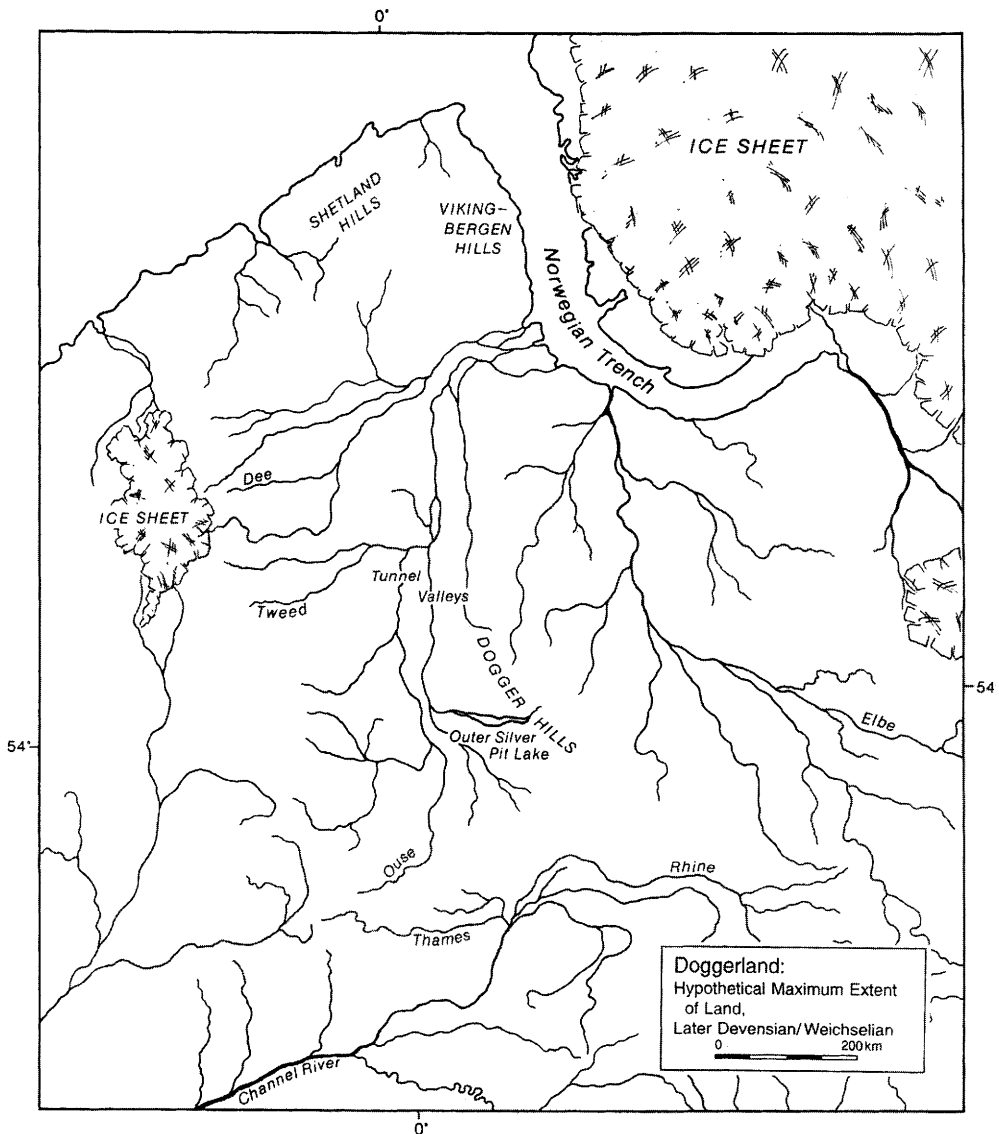 0°
ICE SHEET
SHETLAND
HILLS
VIKING–
BERGEN
HILLS
Norwegian Trench
Dee
ICE SHEET
Tunnel
Valleys
Tweed
DOGGER HILLS
54
Elbe
54°
Outer Silver
Pit Lake
Ouse
Rhine
Thames
Doggerland:
Hypothetical Maximum Extent
of Land,
Later Devensian/Weichselian
0 200km
Channel River
0°